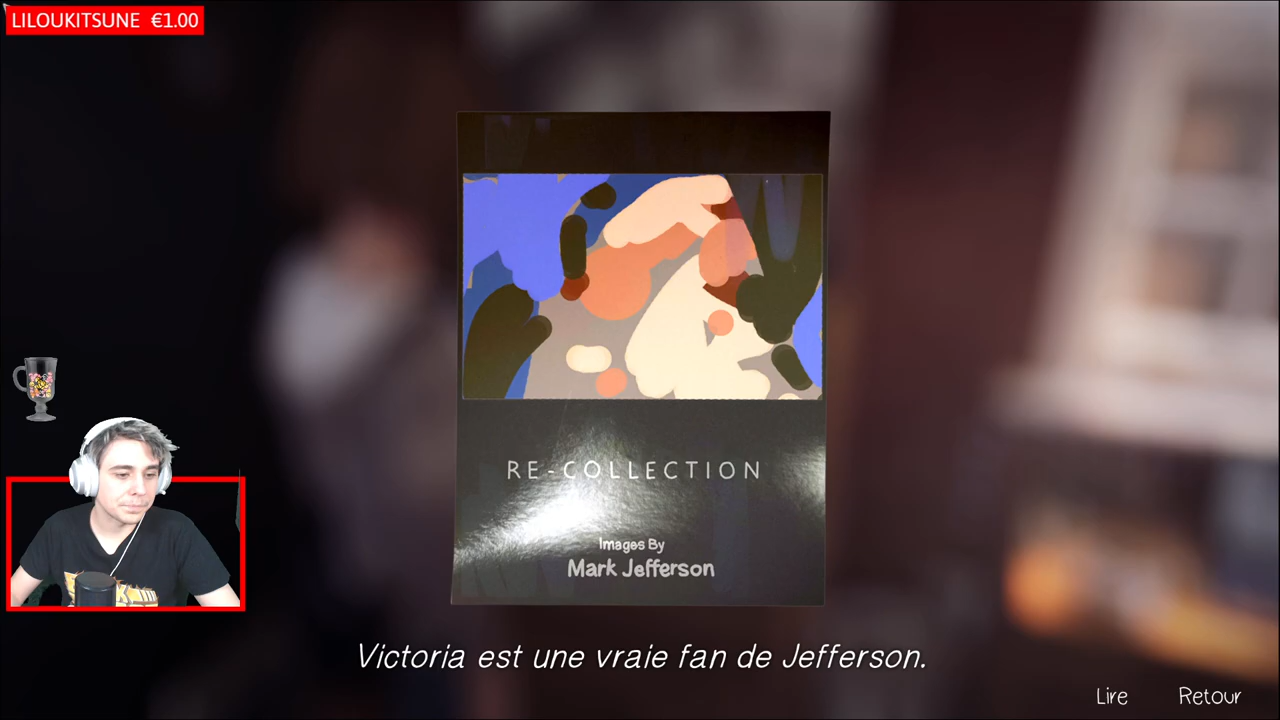 LILOUKITSUNE €1.00
RE-COLLECTION
Images By
Mark Jefferson
Victoria est une vraie fan de Jefferson.
Lire Retour